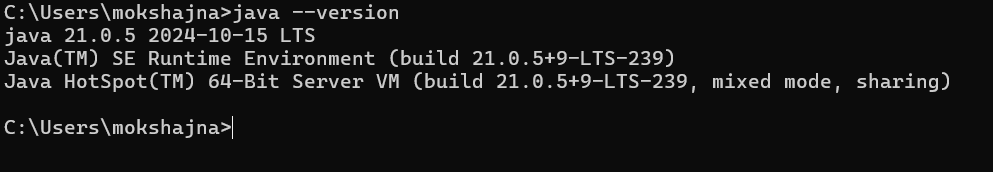 C:\Users\mokshajna>java --version
java 21.0.5 2024-10-15 LTS
Java(TM) SE Runtime Environment (build 21.0.5+9-LTS-239)
Java HotSpot(TM) 64-Bit Server VM (build 21.0.5+9-LTS-239, mixed mode, sharing)
C:\Users\mokshajna>